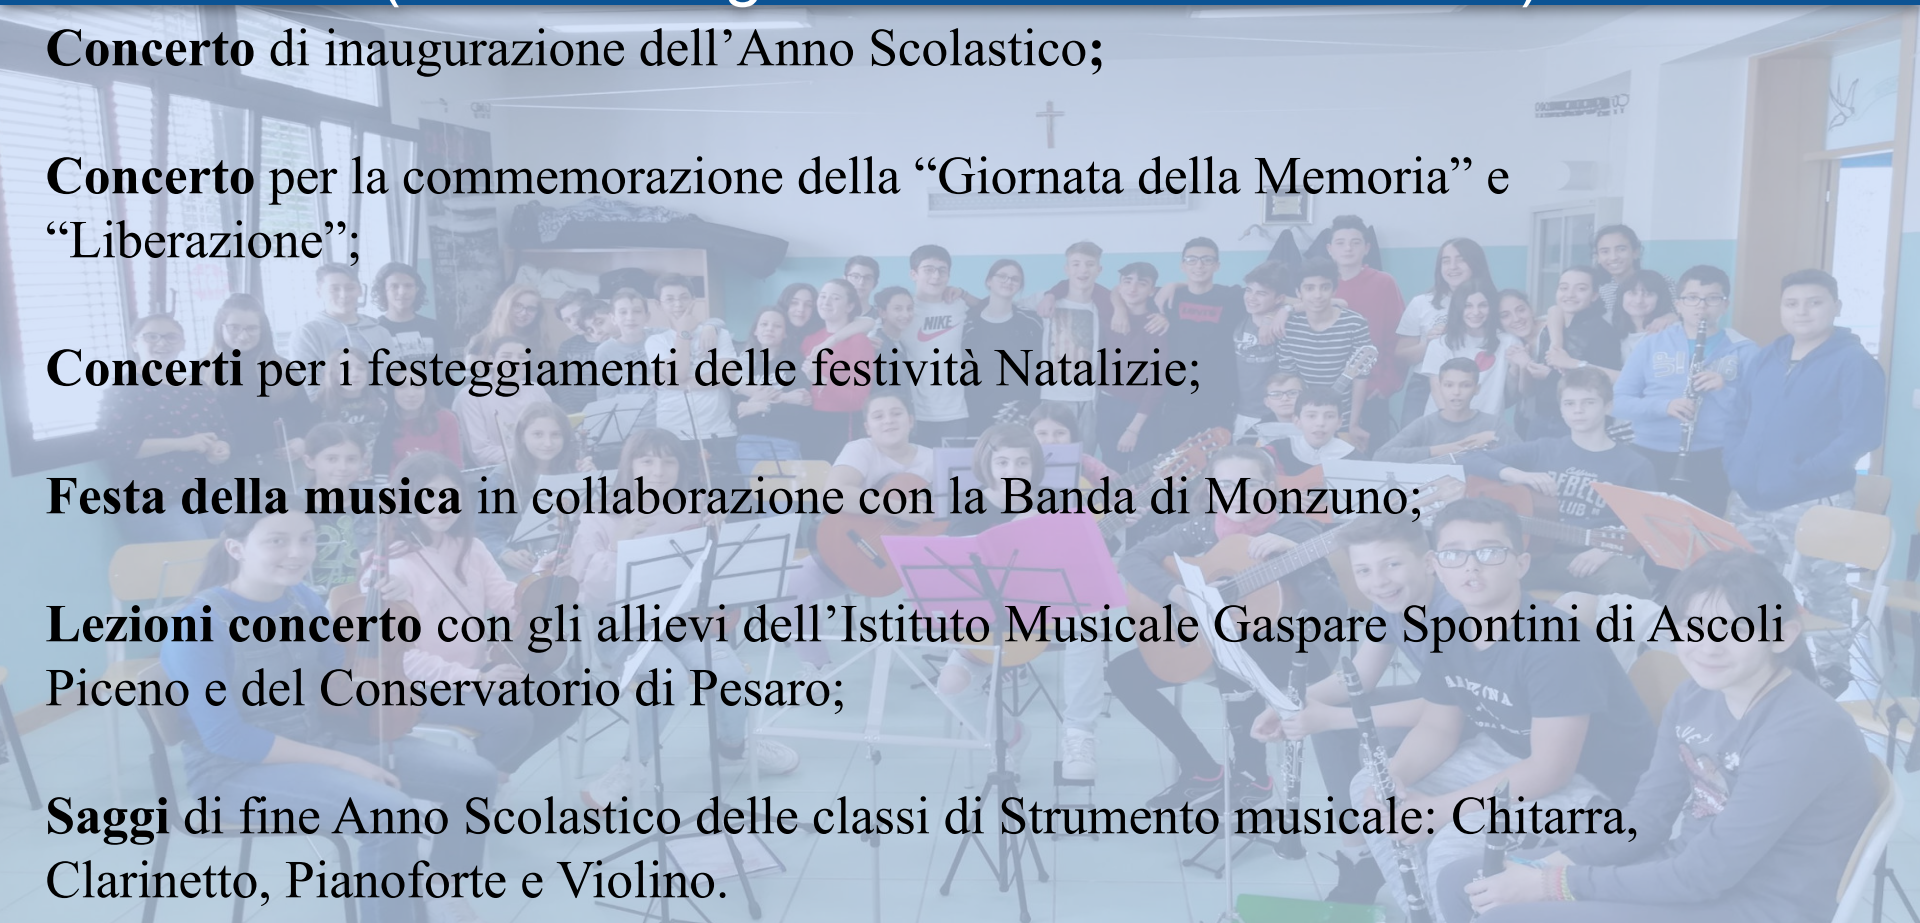 Concerto di inaugurazione dell’Anno Scolastico;
Concerto per la commemorazione della “Giornata della Memoria” e
“Liberazione”;
Concerti per i festeggiamenti delle festività Natalizie;
Festa della musica in collaborazione con la Banda di Monzuno;
Lezioni concerto con gli allievi dell’Istituto Musicale Gaspare Spontini di Ascoli
Piceno e del Conservatorio di Pesaro;
Saggi di fine Anno Scolastico delle classi di Strumento musicale: Chitarra,
Clarinetto, Pianoforte e Violino.
NIKE